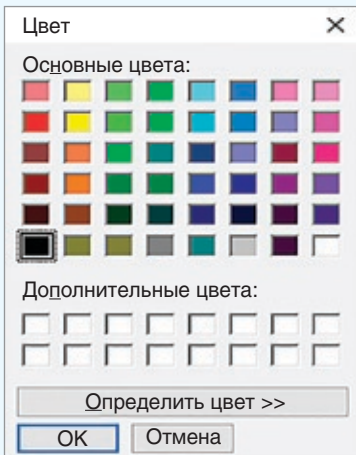 Цвет
Основные цвета:
Дополнительные цвета:
Определить цвет >>
OK
Отмена